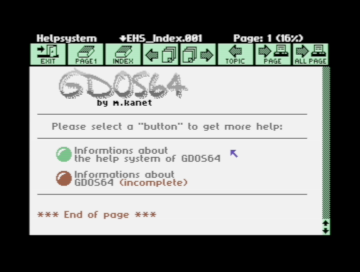 Helpsystem +EHS_Index.001 Page: 1 (16%)
EXIT PAGE1 INDEX TOPIC PAGE ALL PAGE
GDOS64
by m.kanet
Please select a "button" to get more help:
Informtions about
the help system of GDOS64
Informations about
GDOS64 (incomplete)
*** End of page ***